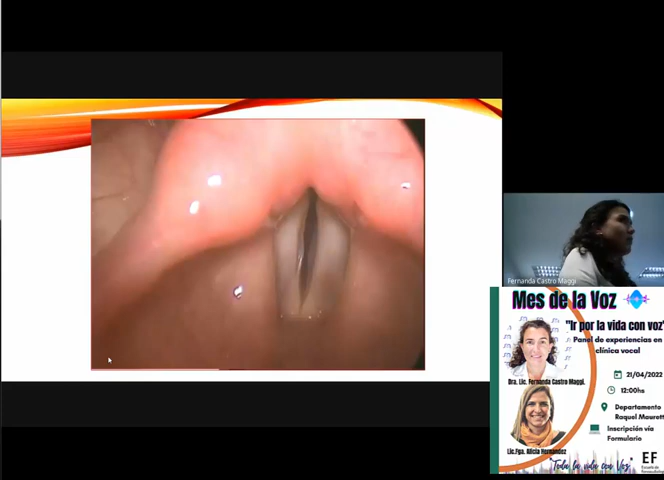 Fernanda Castro Maggi
Mes de la Voz
"Ir por la vida con voz"
Panel de experiencias en
clínica vocal
Dra. Lic. Fernanda Castro Maggi.
21/04/2022
12:00hs
Departamento
Raquel Maurett
Inscripción vía
Formulario
Lic.Fga. Alicia Hernandez
"Toda la vida con Voz"
EF